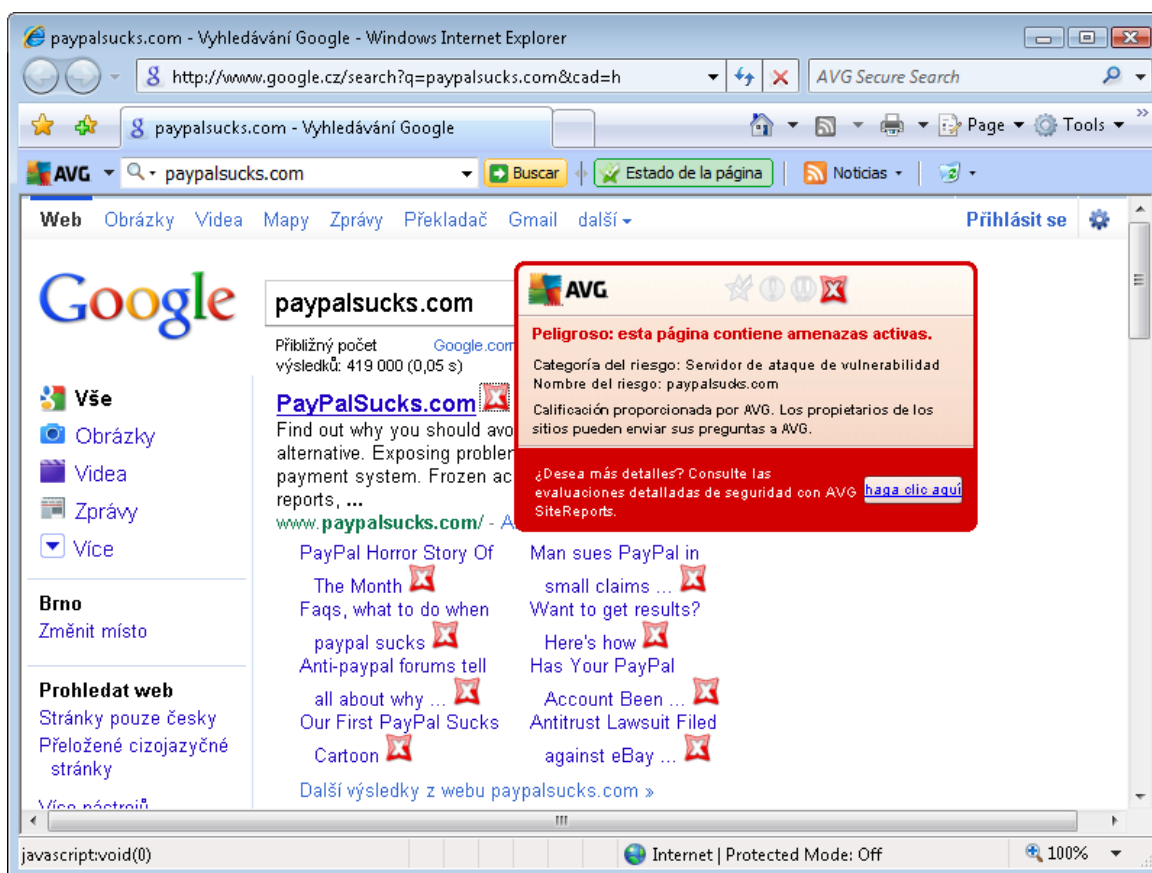 paypalsucks.com - Vyhledávání Google - Windows Internet Explorer
http://www.google.cz/search?q=paypalsucks.com&cad=h
AVG Secure Search
paypalsucks.com - Vyhledávání Google
Page
Tools
AVG
paypalsucks.com
Buscar
Estado de la página
Noticias
Web Obrázky Videa Mapy Zprávy Překladač Gmail další
Přihlásit se
Google
paypalsucks.com
Přibližný počet
výsledků: 419 000 (0,05 s)
Google.com
Vše
Obrázky
Videa
Zprávy
Více
Brno
Změnit místo
Prohledat web
Stránky pouze česky
Přeložené cizojazyčné
stránky
Více nástrojů
PayPalSucks.com
Find out why you should avo
alternative. Exposing probler
payment system. Frozen ac
reports, ...
www.paypalsucks.com/ - A
PayPal Horror Story Of
The Month
Faqs, what to do when
paypal sucks
Anti-paypal forums tell
all about why ...
Our First PayPal Sucks
Cartoon
Man sues PayPal in
small claims ...
Want to get results?
Here's how
Has Your PayPal
Account Been ...
Antitrust Lawsuit Filed
against eBay ...
Další výsledky z webu paypalsucks.com »
AVG
Peligroso: esta página contiene amenazas activas.
Categoría del riesgo: Servidor de ataque de vulnerabilidad
Nombre del riesgo: paypalsucks.com
Calificación proporcionada por AVG. Los propietarios de los
sitios pueden enviar sus preguntas a AVG.
¿Desea más detalles? Consulte las
evaluaciones detalladas de seguridad con AVG
SiteReports.
haga clic aquí
javascript:void(0)
Internet | Protected Mode: Off
100%